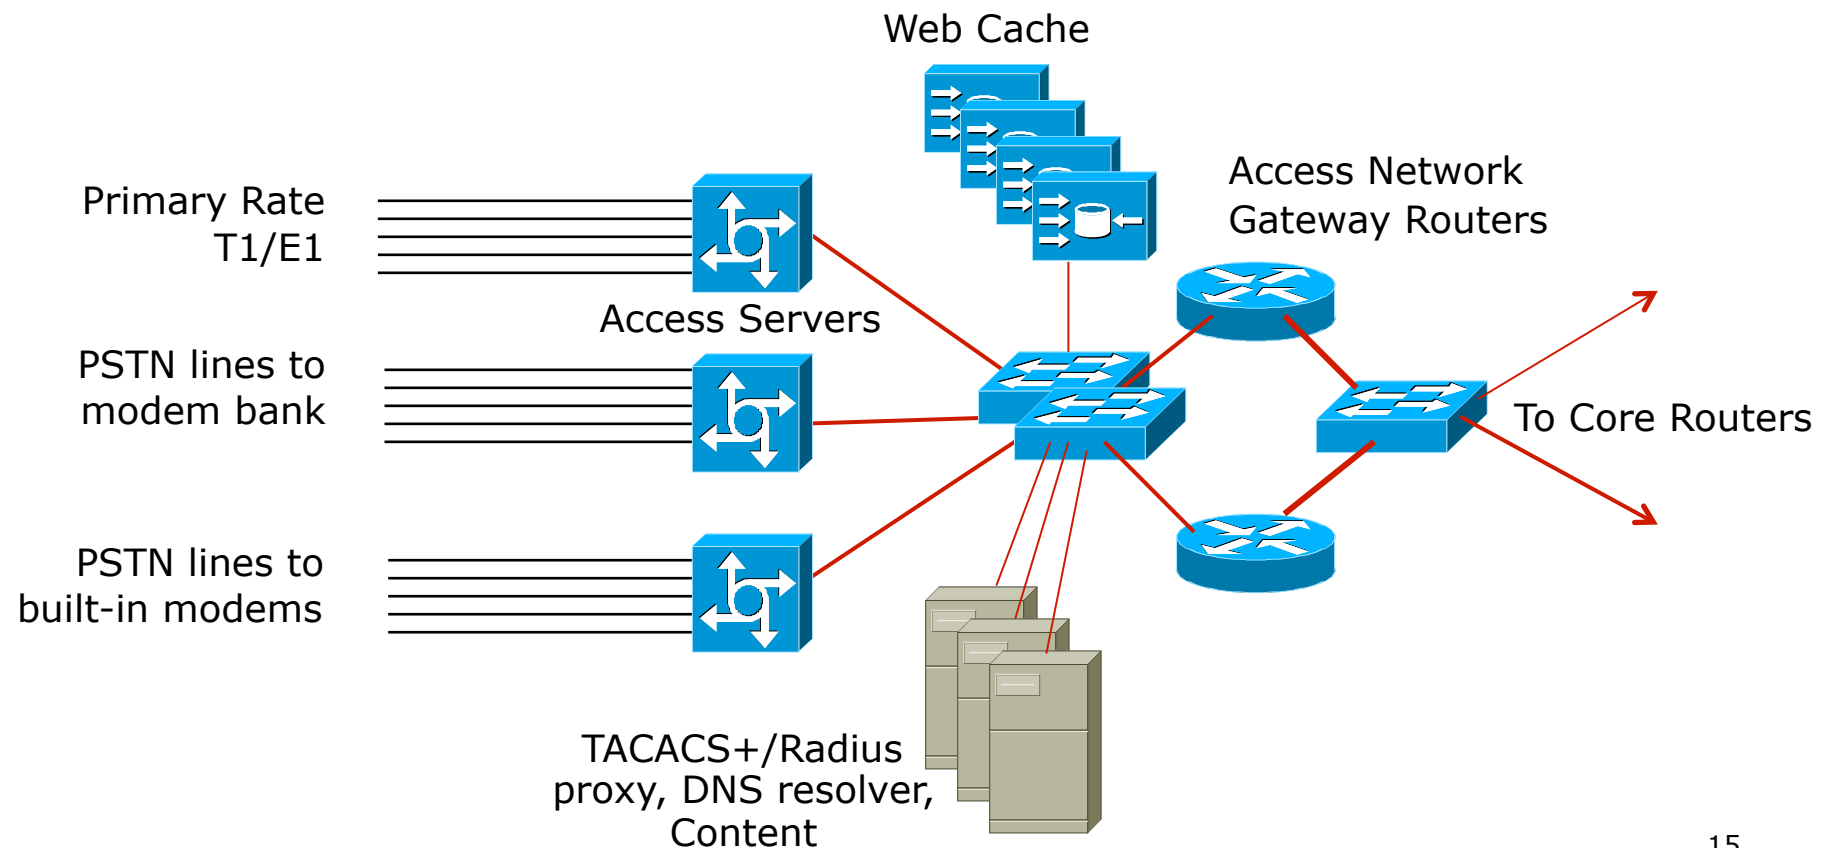 Web Cache
Primary Rate
T1/E1
Access Network
Gateway Routers
Access Servers
PSTN lines to
modem bank
To Core Routers
PSTN lines to
built-in modems
TACACS+/Radius
proxy, DNS resolver,
Content
15